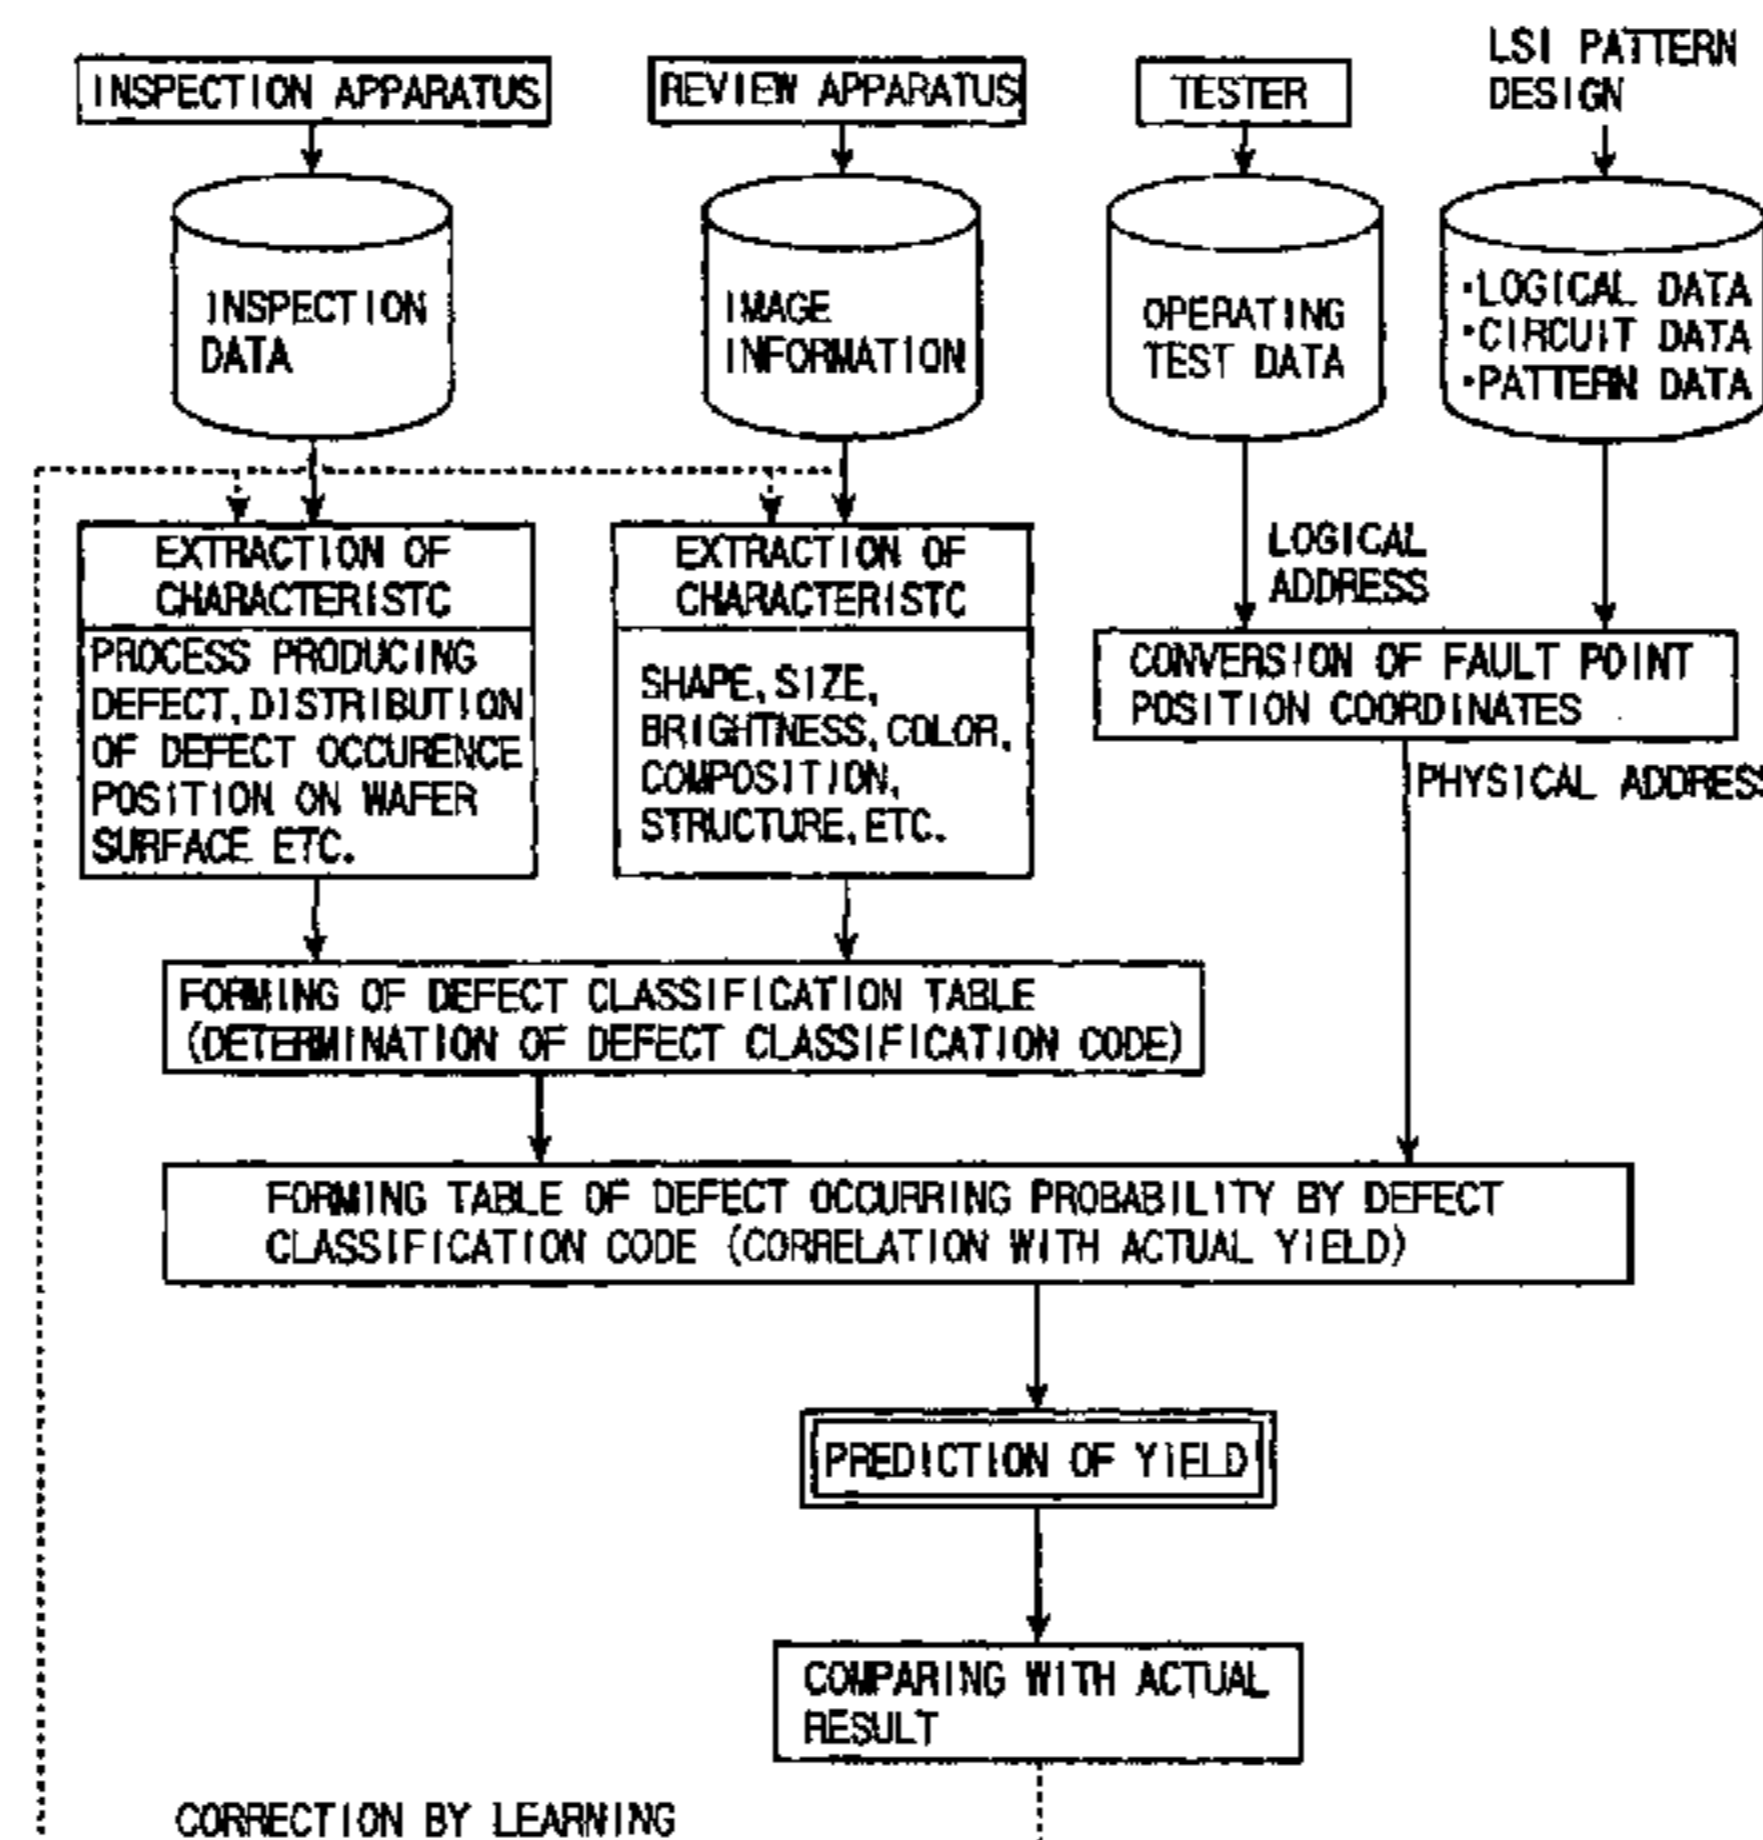 INSPECTION APPARATUS
REVIEW APPARATUS
TESTER
LSI PATTERN
DESIGN
INSPECTION
DATA
IMAGE
INFORMATION
OPERATING
TEST DATA
•LOGICAL DATA
•CIRCUIT DATA
•PATTERN DATA
EXTRACTION OF
CHARACTERISTC
PROCESS PRODUCING
DEFECT, DISTRIBUTION
OF DEFECT OCCURENCE
POSITION ON WAFER
SURFACE ETC.
EXTRACTION OF
CHARACTERISTC
SHAPE, SIZE,
BRIGHTNESS, COLOR,
COMPOSITION,
STRUCTURE, ETC.
LOGICAL
ADDRESS
CONVERSION OF FAULT POINT
POSITION COORDINATES
PHYSICAL ADDRESS
FORMING OF DEFECT CLASSIFICATION TABLE
(DETERMINATION OF DEFECT CLASSIFICATION CODE)
FORMING TABLE OF DEFECT OCCURRING PROBABILITY BY DEFECT
CLASSIFICATION CODE (CORRELATION WITH ACTUAL YIELD)
PREDICTION OF YIELD
COMPARING WITH ACTUAL
RESULT
CORRECTION BY LEARNING